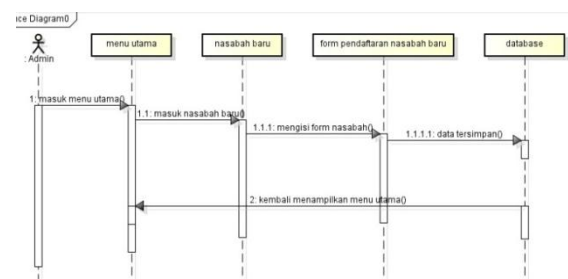 ce Diagram0
: Admin
menu utama
nasabah baru
form pendaftaran nasabah baru
database
1: masuk menu utama()
1.1: masuk nasabah baru()
1.1.1: mengisi form nasabah()
1.1.1.1: data tersimpan()
2: kembali menampilkan menu utama()